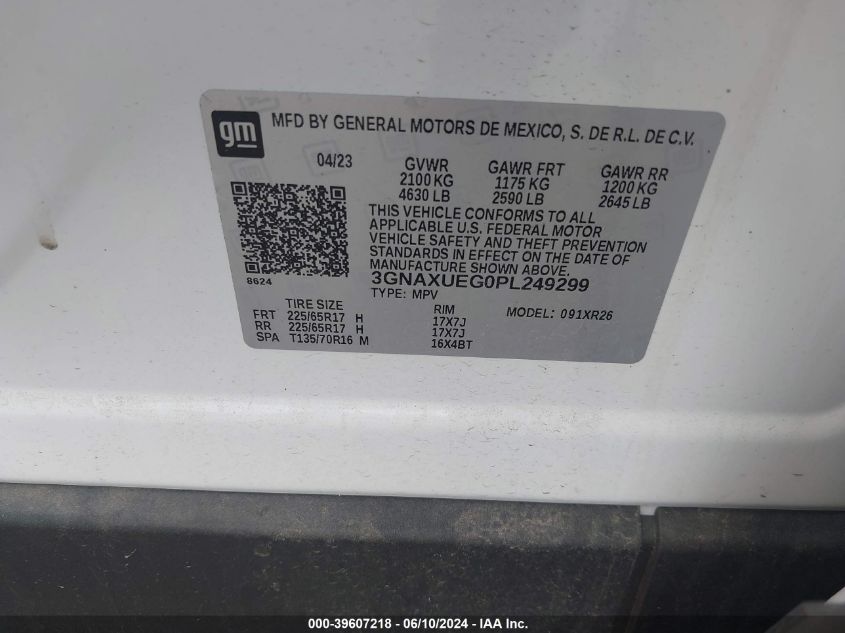 gm MFD BY GENERAL MOTORS DE MEXICO, S. DE R.L. DE C.V.
04/23 GVWR GAWR FRT GAWR RR
2100 KG 1175 KG 1200 KG
4630 LB 2590 LB 2645 LB
THIS VEHICLE CONFORMS TO ALL
APPLICABLE U.S. FEDERAL MOTOR
VEHICLE SAFETY AND THEFT PREVENTION
STANDARDS IN EFFECT ON THE DATE OF
MANUFACTURE SHOWN ABOVE.
8624 3GNAXUEG0PL249299
TYPE: MPV
TIRE SIZE RIM MODEL: 091XR26
FRT 225/65R17 H 17X7J
RR 225/65R17 H 17X7J
SPA T135/70R16 M 16X4BT
000-39607218 - 06/10/2024 - IAA Inc.